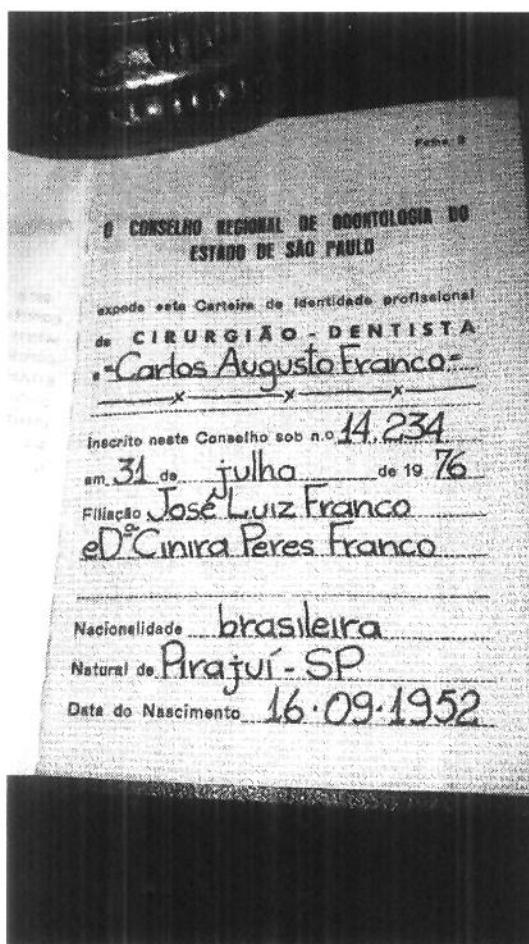 Folha 3
O CONSELHO REGIONAL DE ODONTOLOGIA DO
ESTADO DE SÃO PAULO
expede esta Carteira de Identidade profissional
de CIRURGIÃO-DENTISTA
a =Carlos Augusto Franco=
x x x
inscrito neste Conselho sob n.o 14.234
em 31 de julho de 19 76
Filiação José Luiz Franco
e Dª Cinira Peres Franco
Nacionalidade brasileira
Natural de Pirajuí-SP
Data do Nascimento 16.09.1952